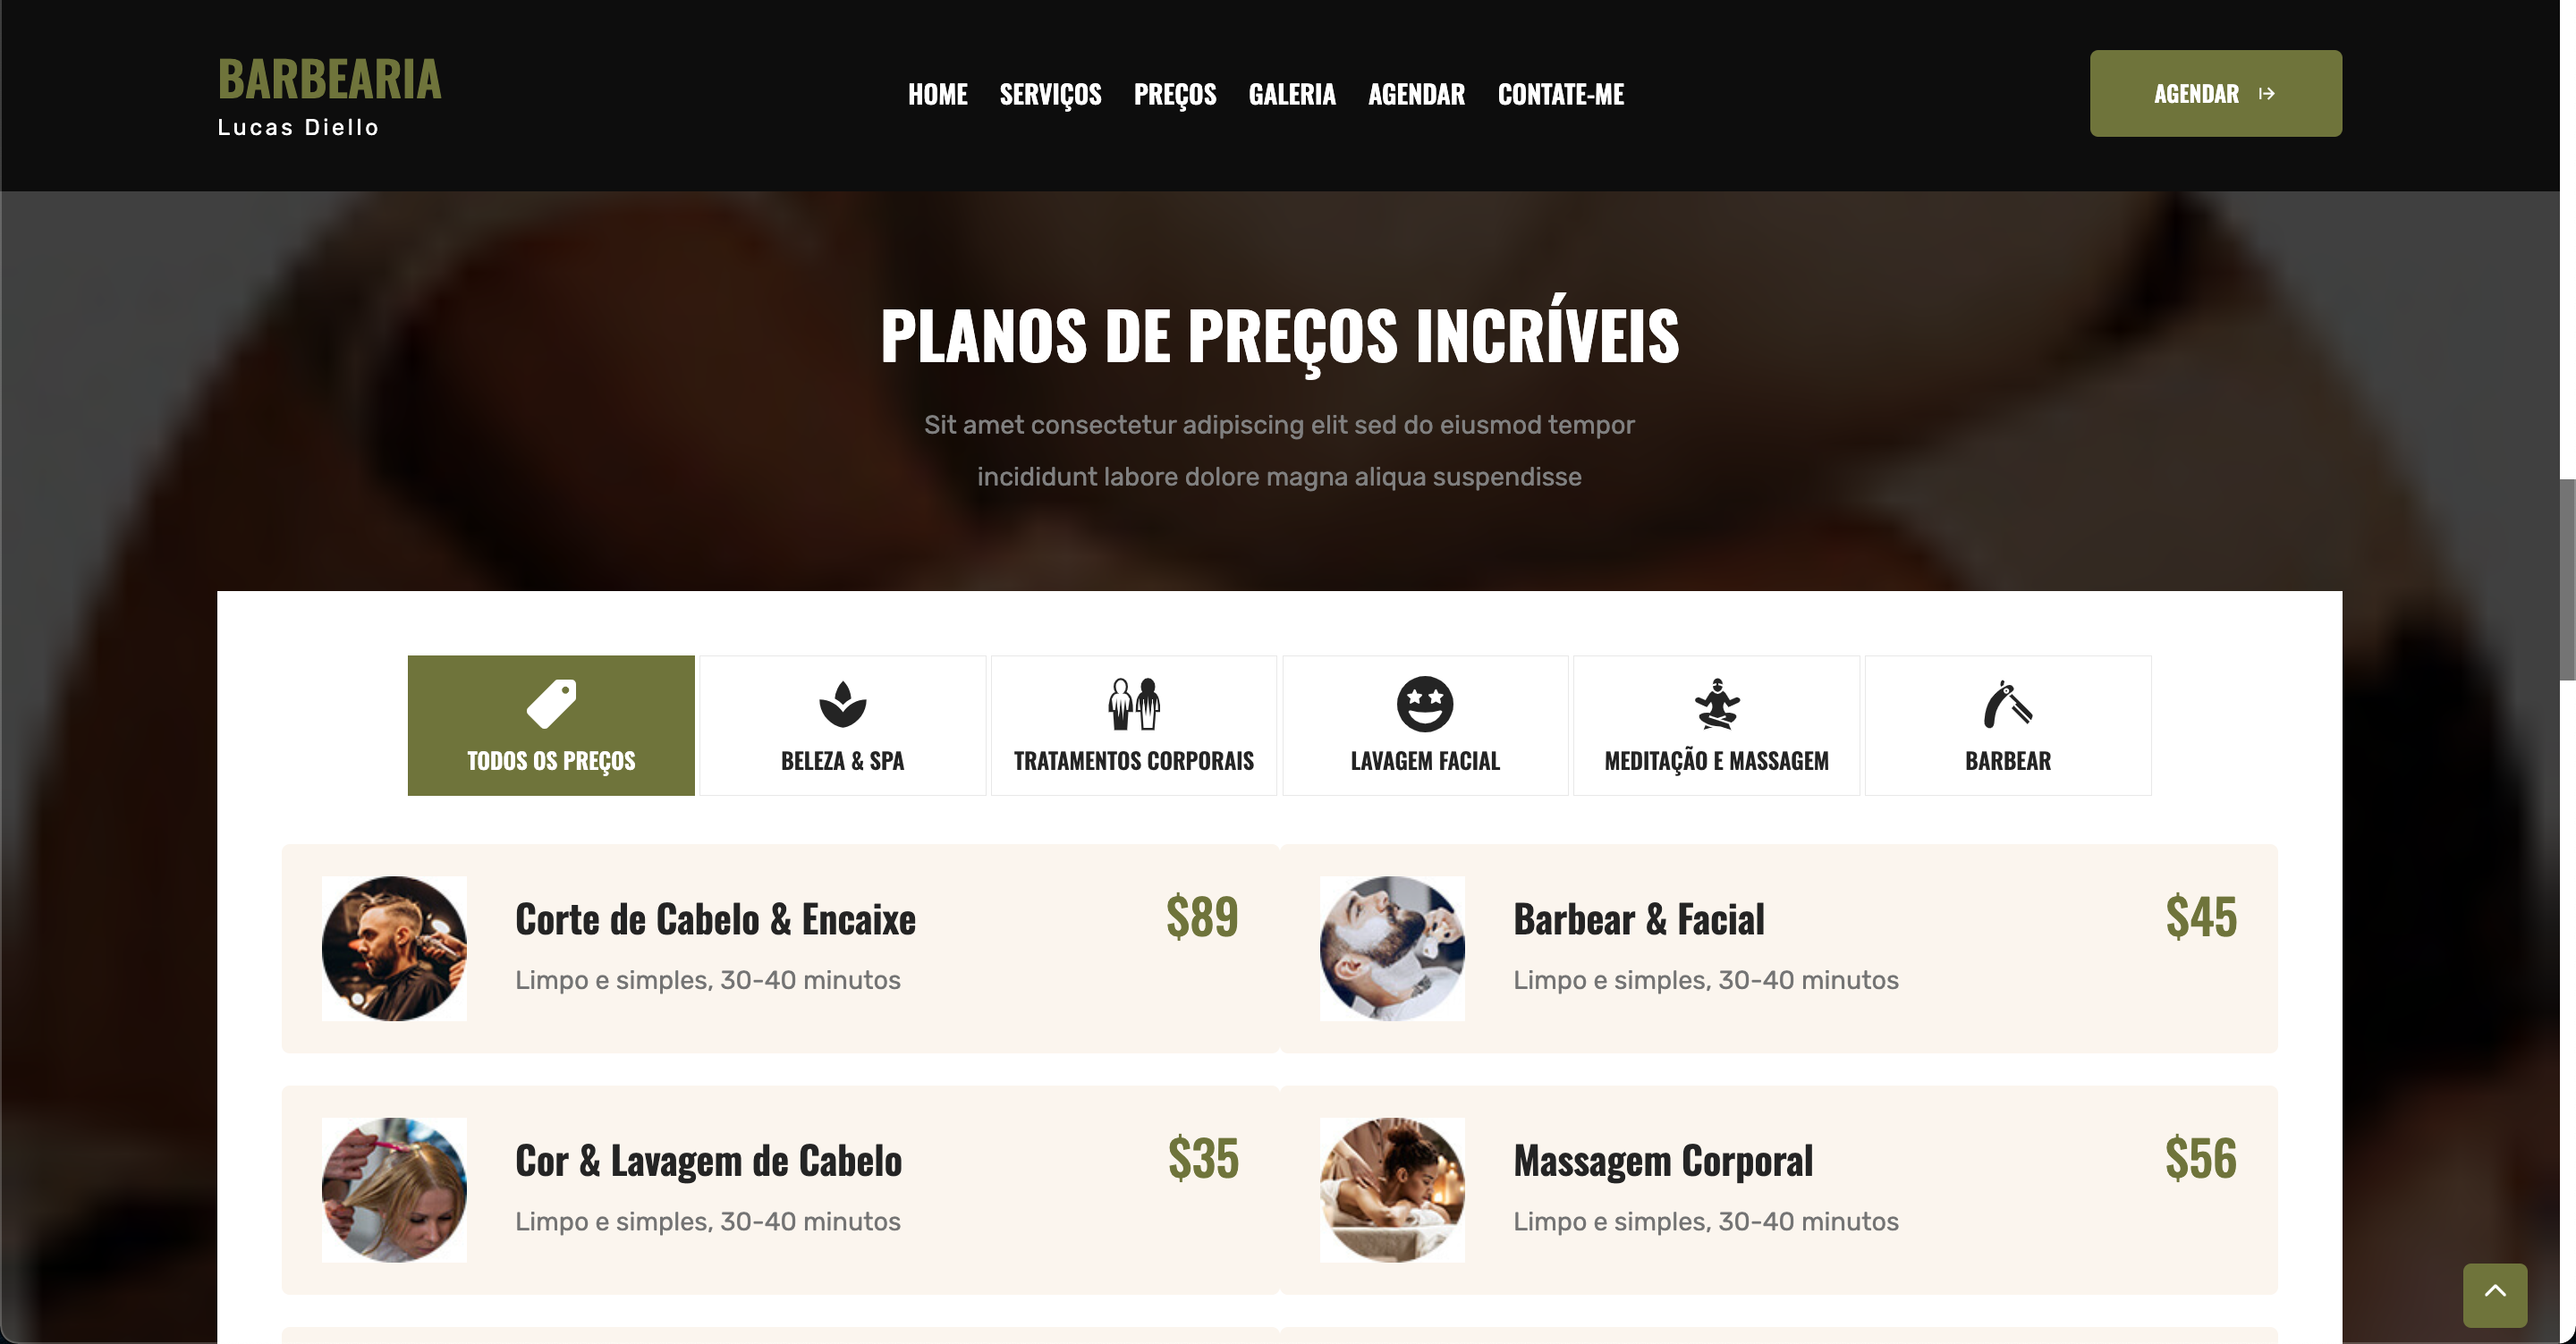 BARBEARIA
Lucas Diello
HOME SERVIÇOS PREÇOS GALERIA AGENDAR CONTATE-ME
AGENDAR
PLANOS DE PREÇOS INCRÍVEIS
Sit amet consectetur adipiscing elit sed do eiusmod tempor
incididunt labore dolore magna aliqua suspendisse
TODOS OS PREÇOS
BELEZA & SPA
TRATAMENTOS CORPORAIS
LAVAGEM FACIAL
MEDITAÇÃO E MASSAGEM
BARBEAR
Corte de Cabelo & Encaixe
$89
Limpo e simples, 30-40 minutos
Barbear & Facial
$45
Limpo e simples, 30-40 minutos
Cor & Lavagem de Cabelo
$35
Limpo e simples, 30-40 minutos
Massagem Corporal
$56
Limpo e simples, 30-40 minutos